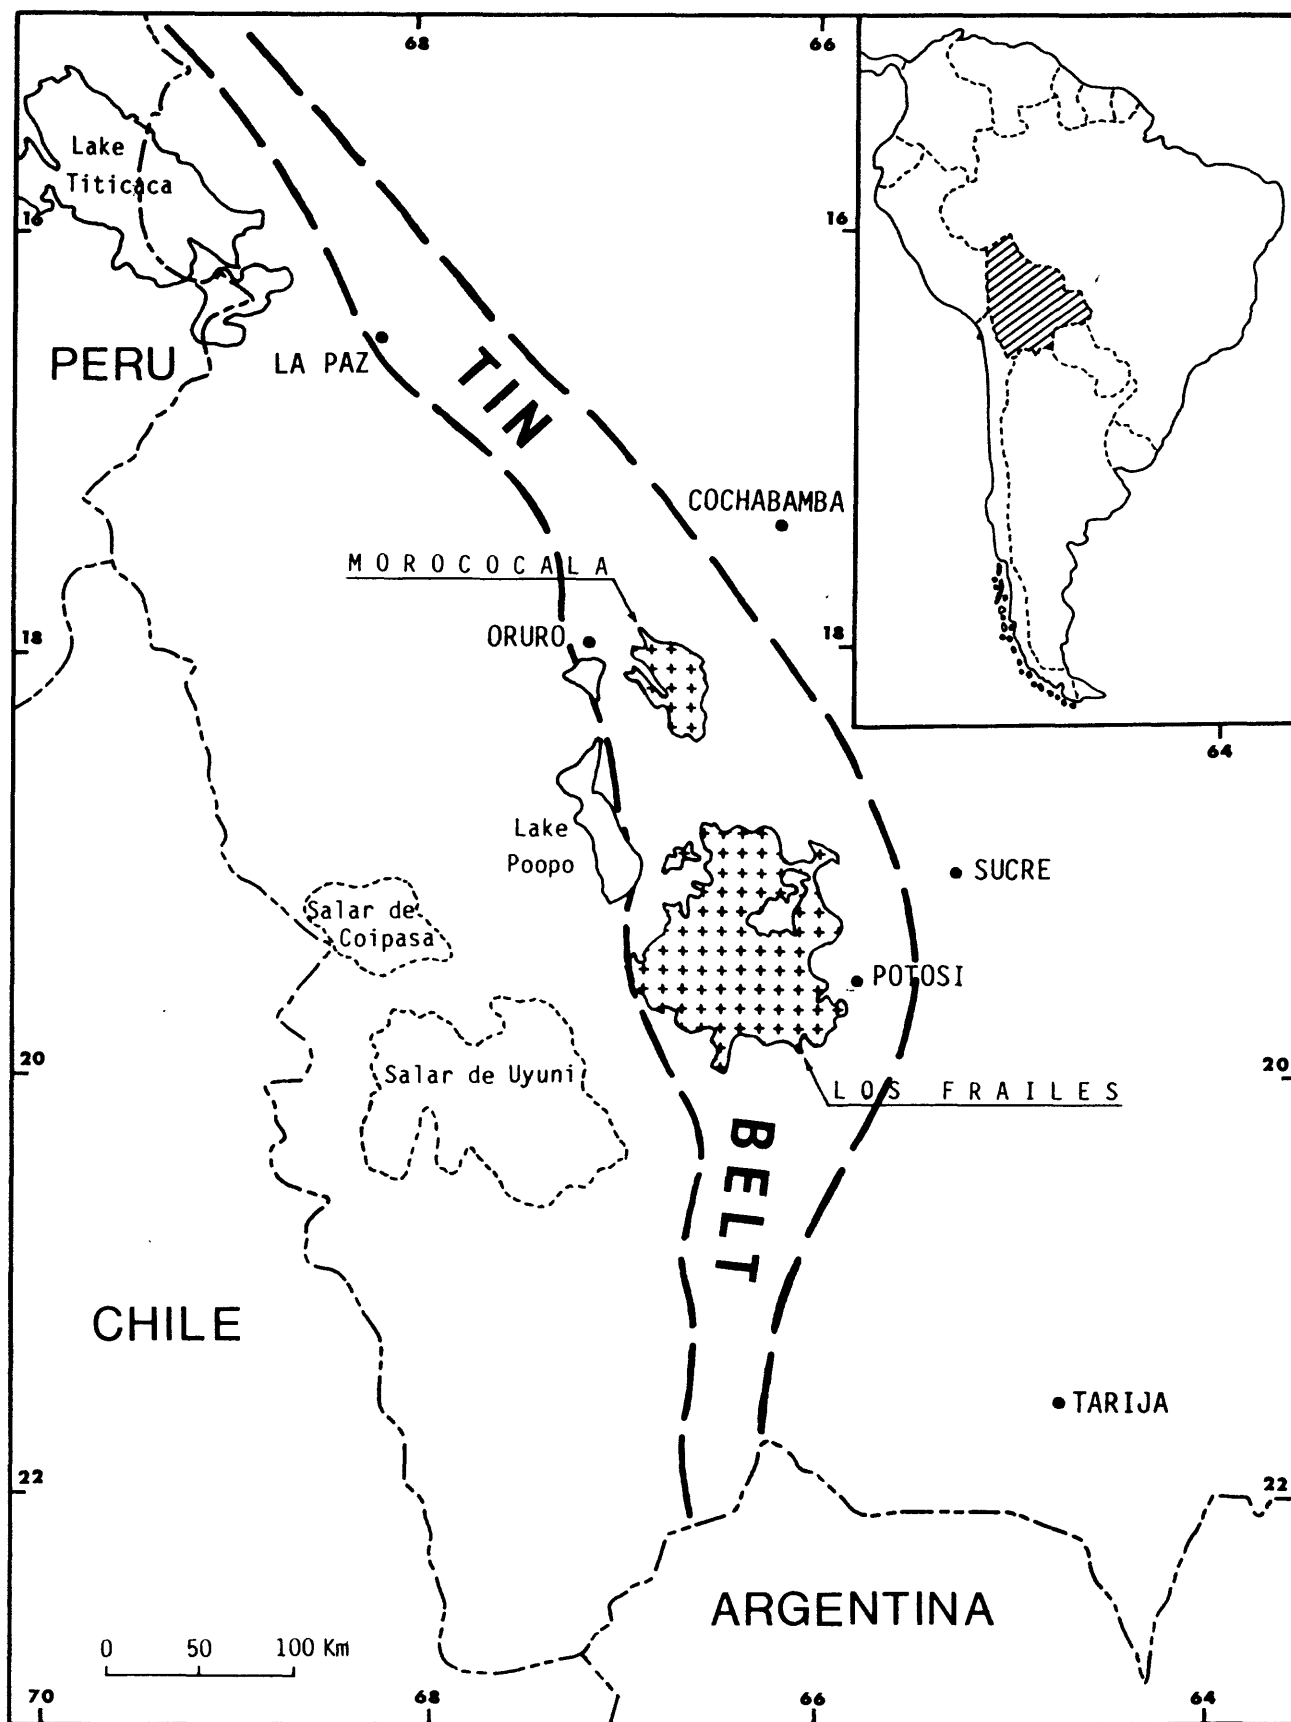 68
66
Lake
Titicaca
16
16
PERU
LA PAZ
TIN
COCHABAMBA
MOROCOCALA
ORURO
18
18
64
Lake
Poopo
SUCRE
Salar de
Coipasa
POTOSI
20
20
Salar de Uyuni
LOS FRAILES
BELT
CHILE
TARIJA
22
22
ARGENTINA
0 50 100 Km
70
68
66
64